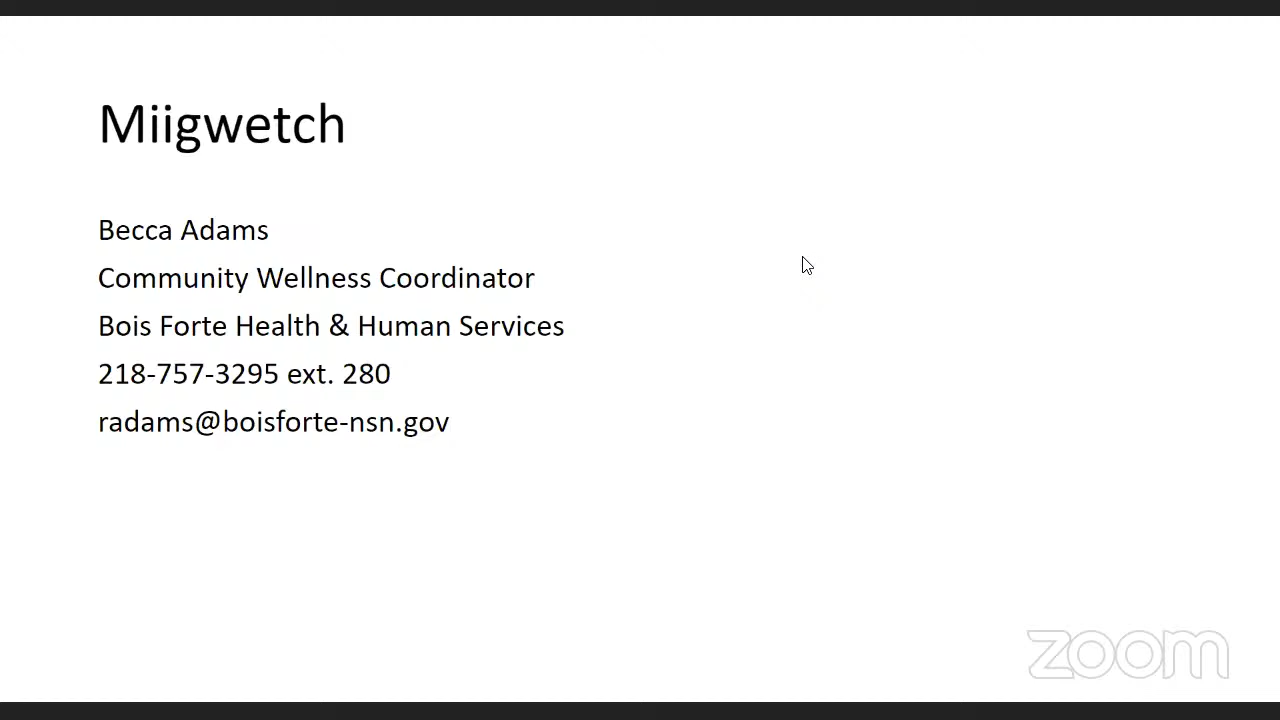 Miigwetch
Becca Adams
Community Wellness Coordinator
Bois Forte Health & Human Services
218-757-3295 ext. 280
radams@boisforte-nsn.gov
zoom